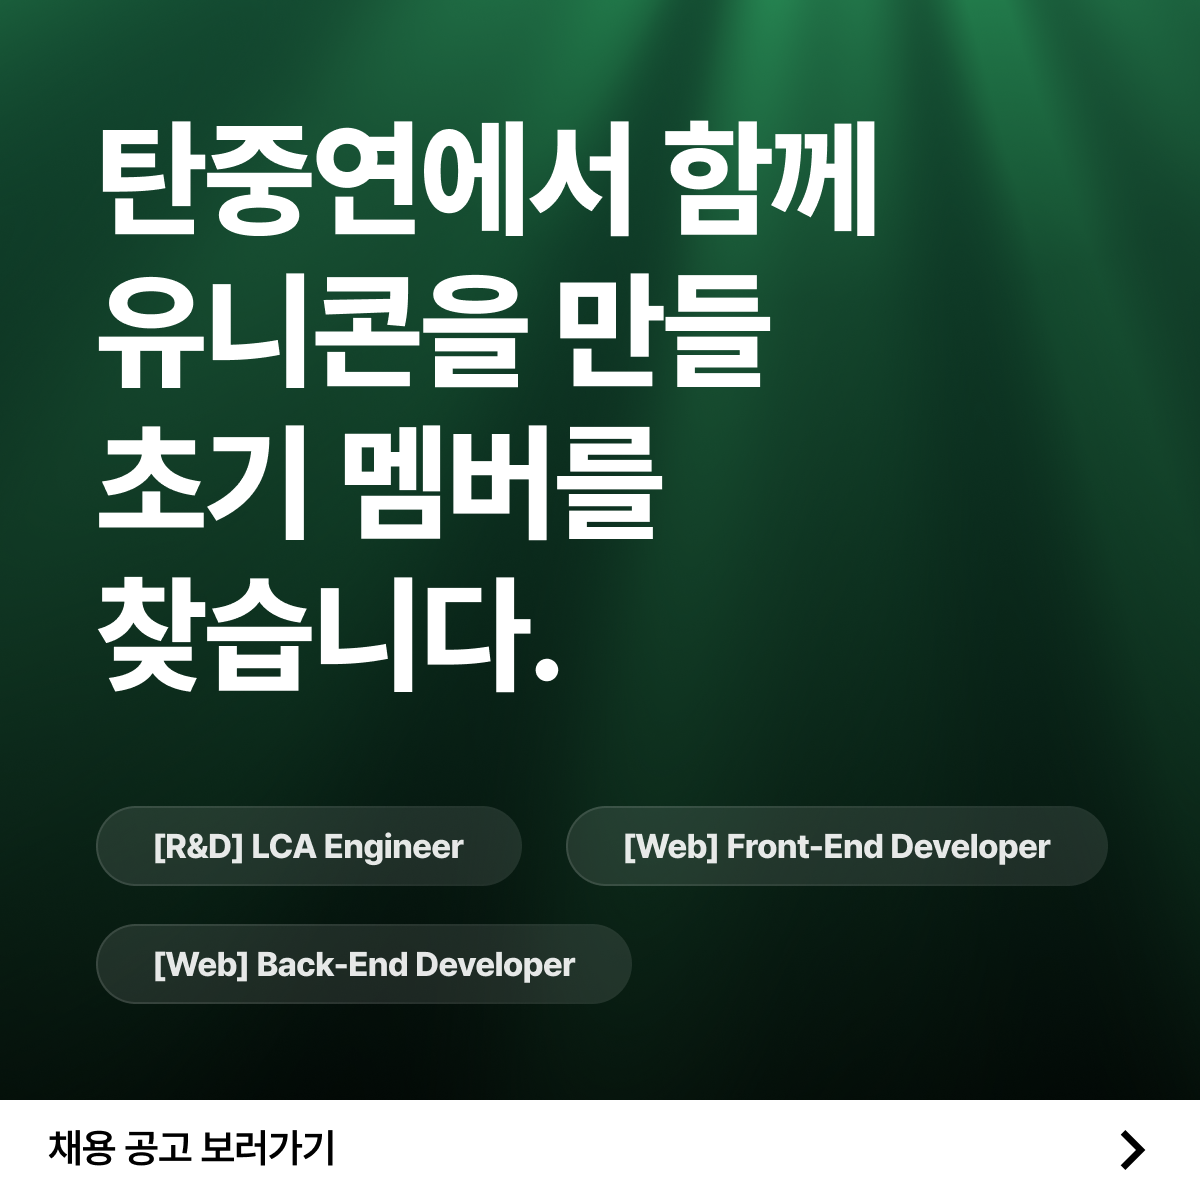 탄중연에서 함께
유니콘을 만들
초기 멤버를
찾습니다.
[R&D] LCA Engineer
[Web] Front-End Developer
[Web] Back-End Developer
채용 공고 보러가기